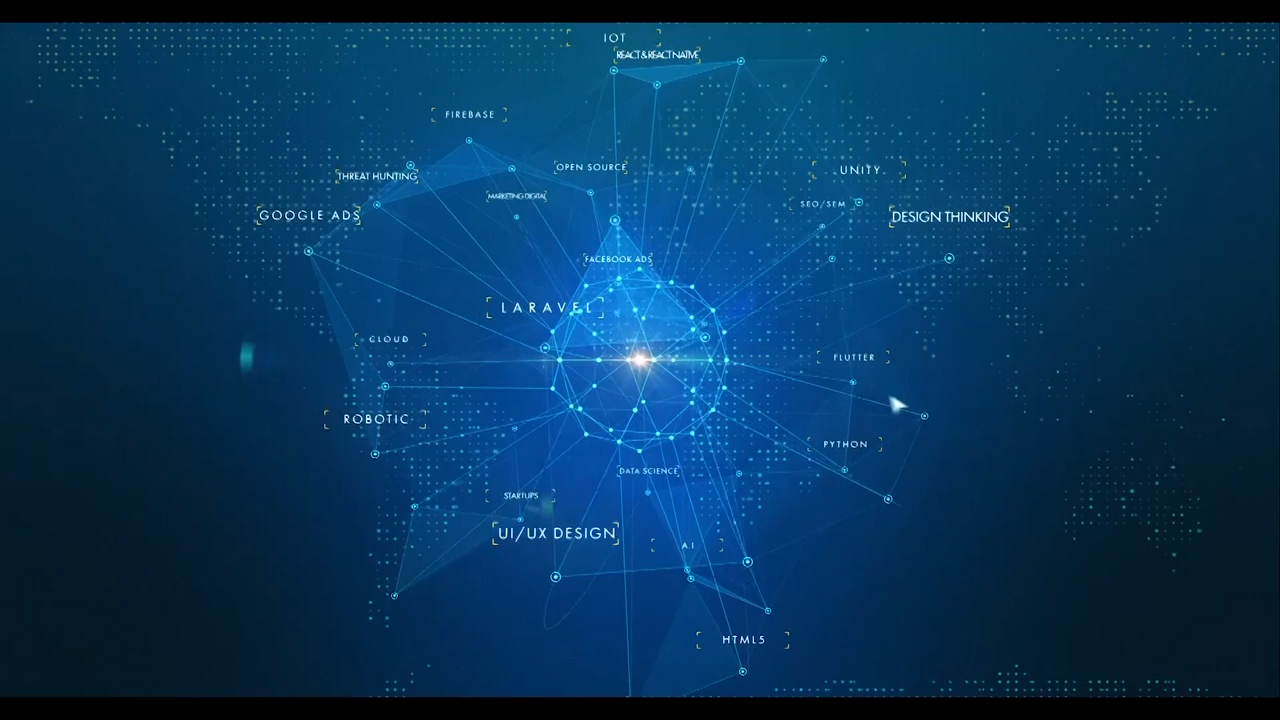 IOT
REACT & REACT NATIVE
FIREBASE
OPEN SOURCE
UNITY
THREAT HUNTING
MARKETING DIGITAL
SEO/SEM
GOOGLE ADS
DESIGN THINKING
FACEBOOK ADS
LARAVEL
CLOUD
FLUTTER
ROBOTIC
PYTHON
DATA SCIENCE
STARTUPS
UI/UX DESIGN
AI
HTML5